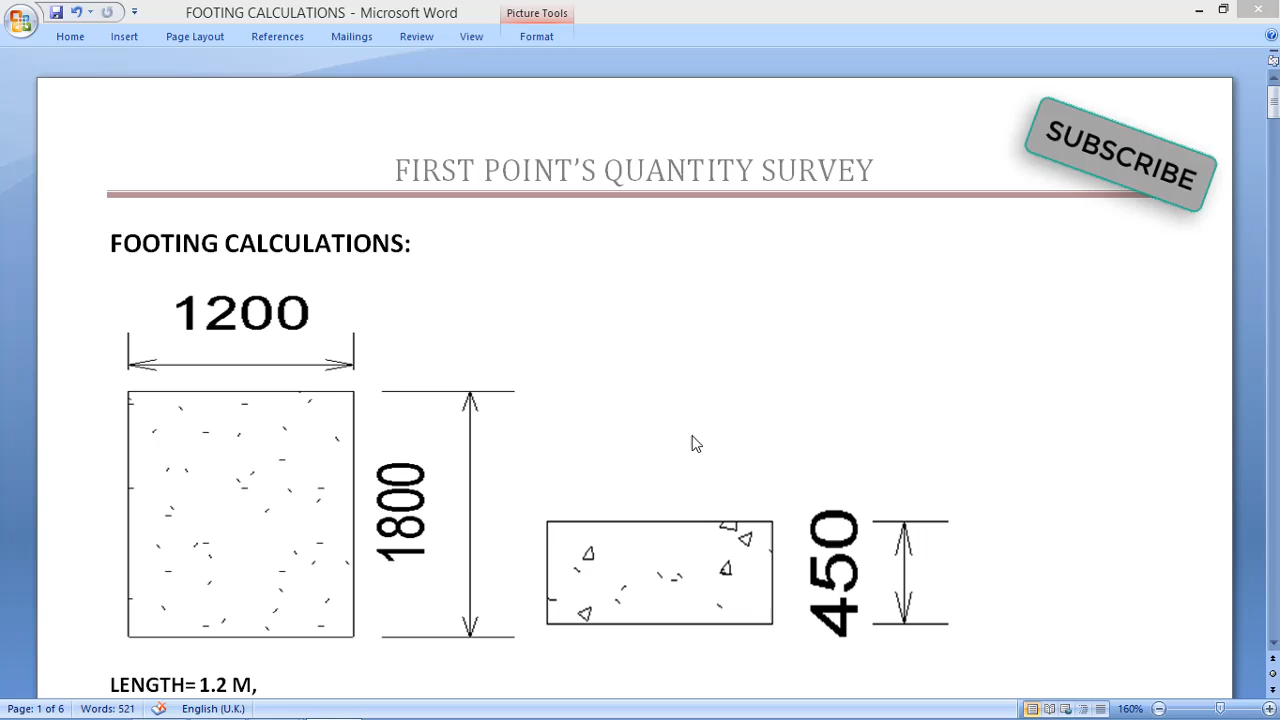 FOOTING CALCULATIONS - Microsoft Word
Picture Tools
Home Insert Page Layout References Mailings Review View Format
SUBSCRIBE
FIRST POINT'S QUANTITY SURVEY
FOOTING CALCULATIONS:
1200
1800
450
LENGTH= 1.2 M,
Page: 1 of 6 Words: 521 English (U.K.) 160%